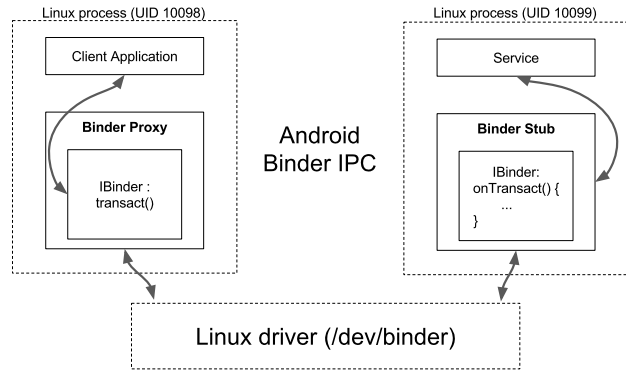 Linux process (UID 10098)
Client Application
Binder Proxy
IBinder :
transact()
Android
Binder IPC
Linux process (UID 10099)
Service
Binder Stub
IBinder:
onTransact() {
...
}
Linux driver (/dev/binder)